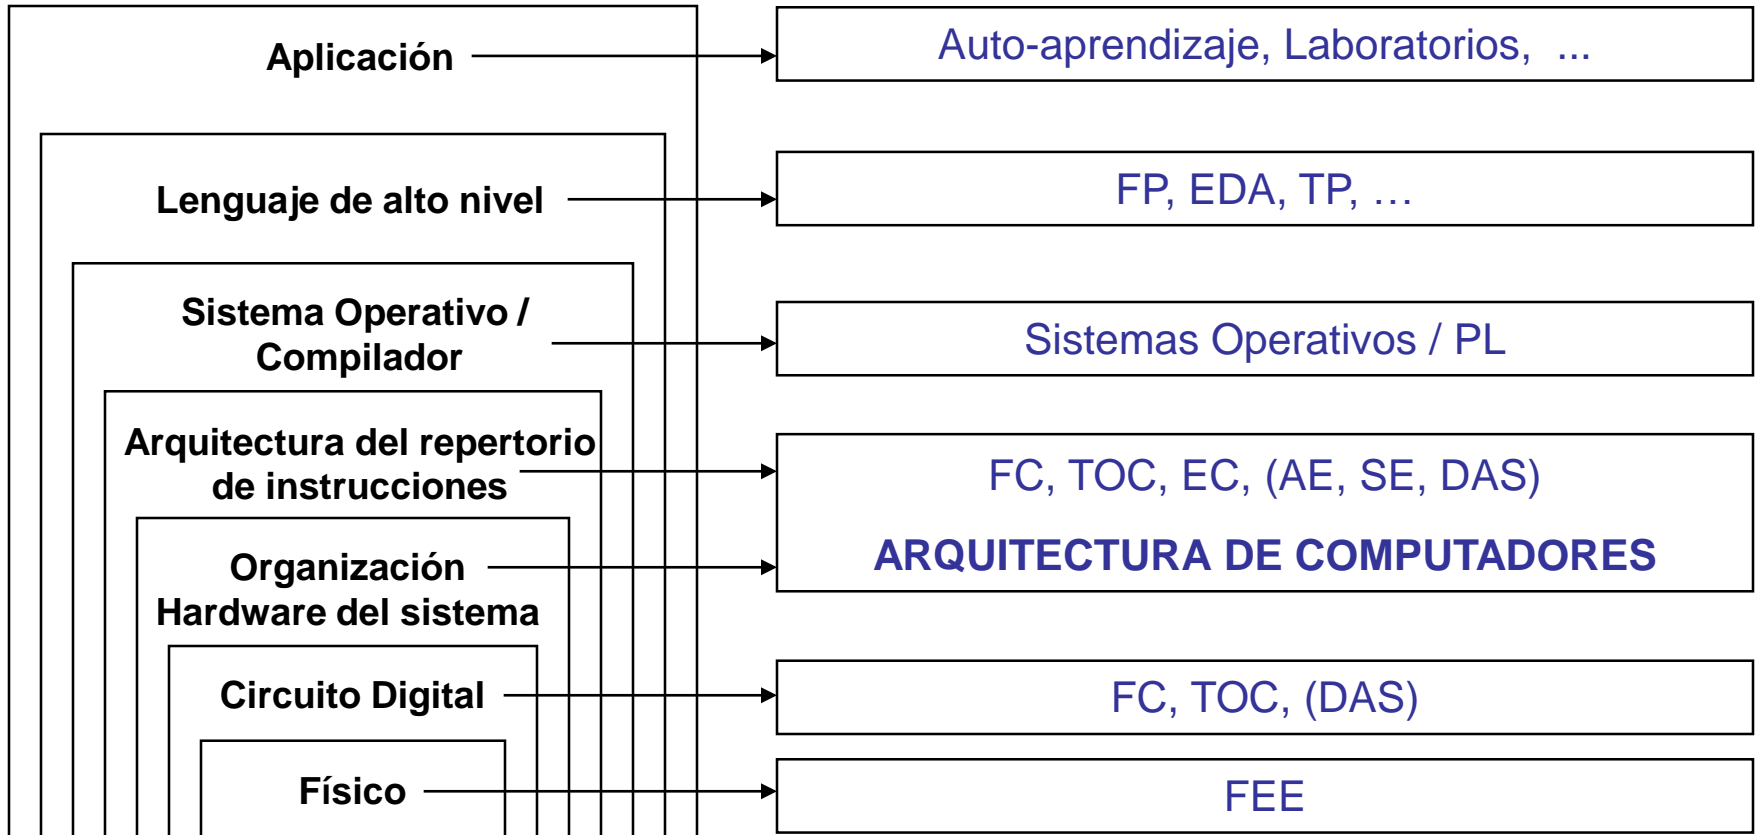 Aplicación
Auto-aprendizaje, Laboratorios, ...
Lenguaje de alto nivel
FP, EDA, TP, …
Sistema Operativo /
Compilador
Sistemas Operativos / PL
Arquitectura del repertorio
de instrucciones
FC, TOC, EC, (AE, SE, DAS)
ARQUITECTURA DE COMPUTADORES
Organización
Hardware del sistema
Circuito Digital
FC, TOC, (DAS)
Físico
FEE